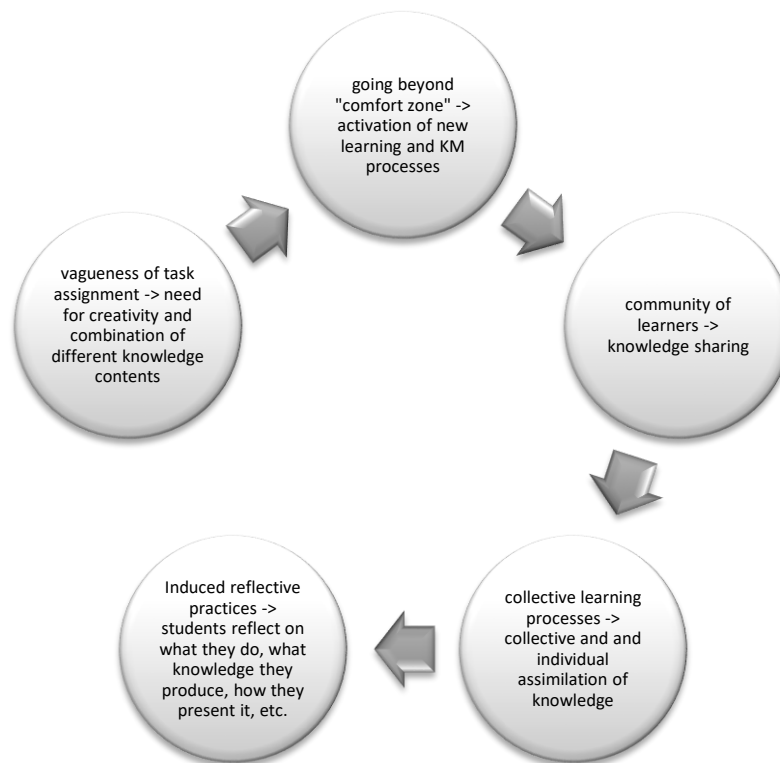 going beyond
"comfort zone" ->
activation of new
learning and KM
processes
vagueness of task
assignment -> need
for creativity and
combination of
different knowledge
contents
community of
learners ->
knowledge sharing
Induced reflective
practices ->
students reflect on
what they do, what
knowledge they
produce, how they
present it, etc.
collective learning
processes ->
collective and and
individual
assimilation of
knowledge